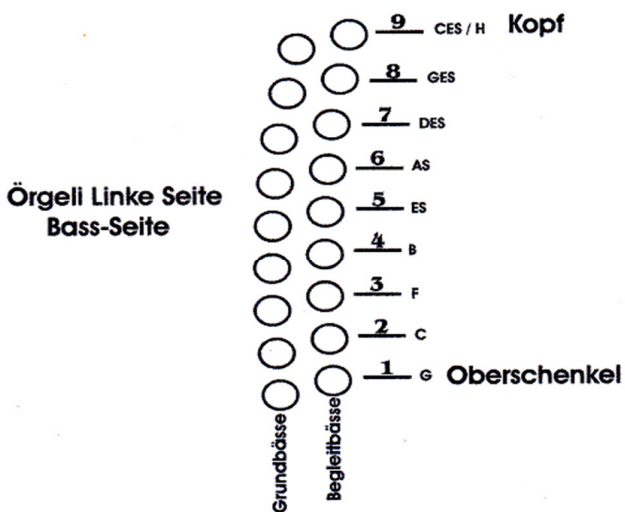 9 CES / H Kopf
8 GES
7 DES
6 AS
Örgeli Linke Seite
Bass-Seite
5 ES
4 B
3 F
2 C
1 G Oberschenkel
Grundbässe
Begleitbässe